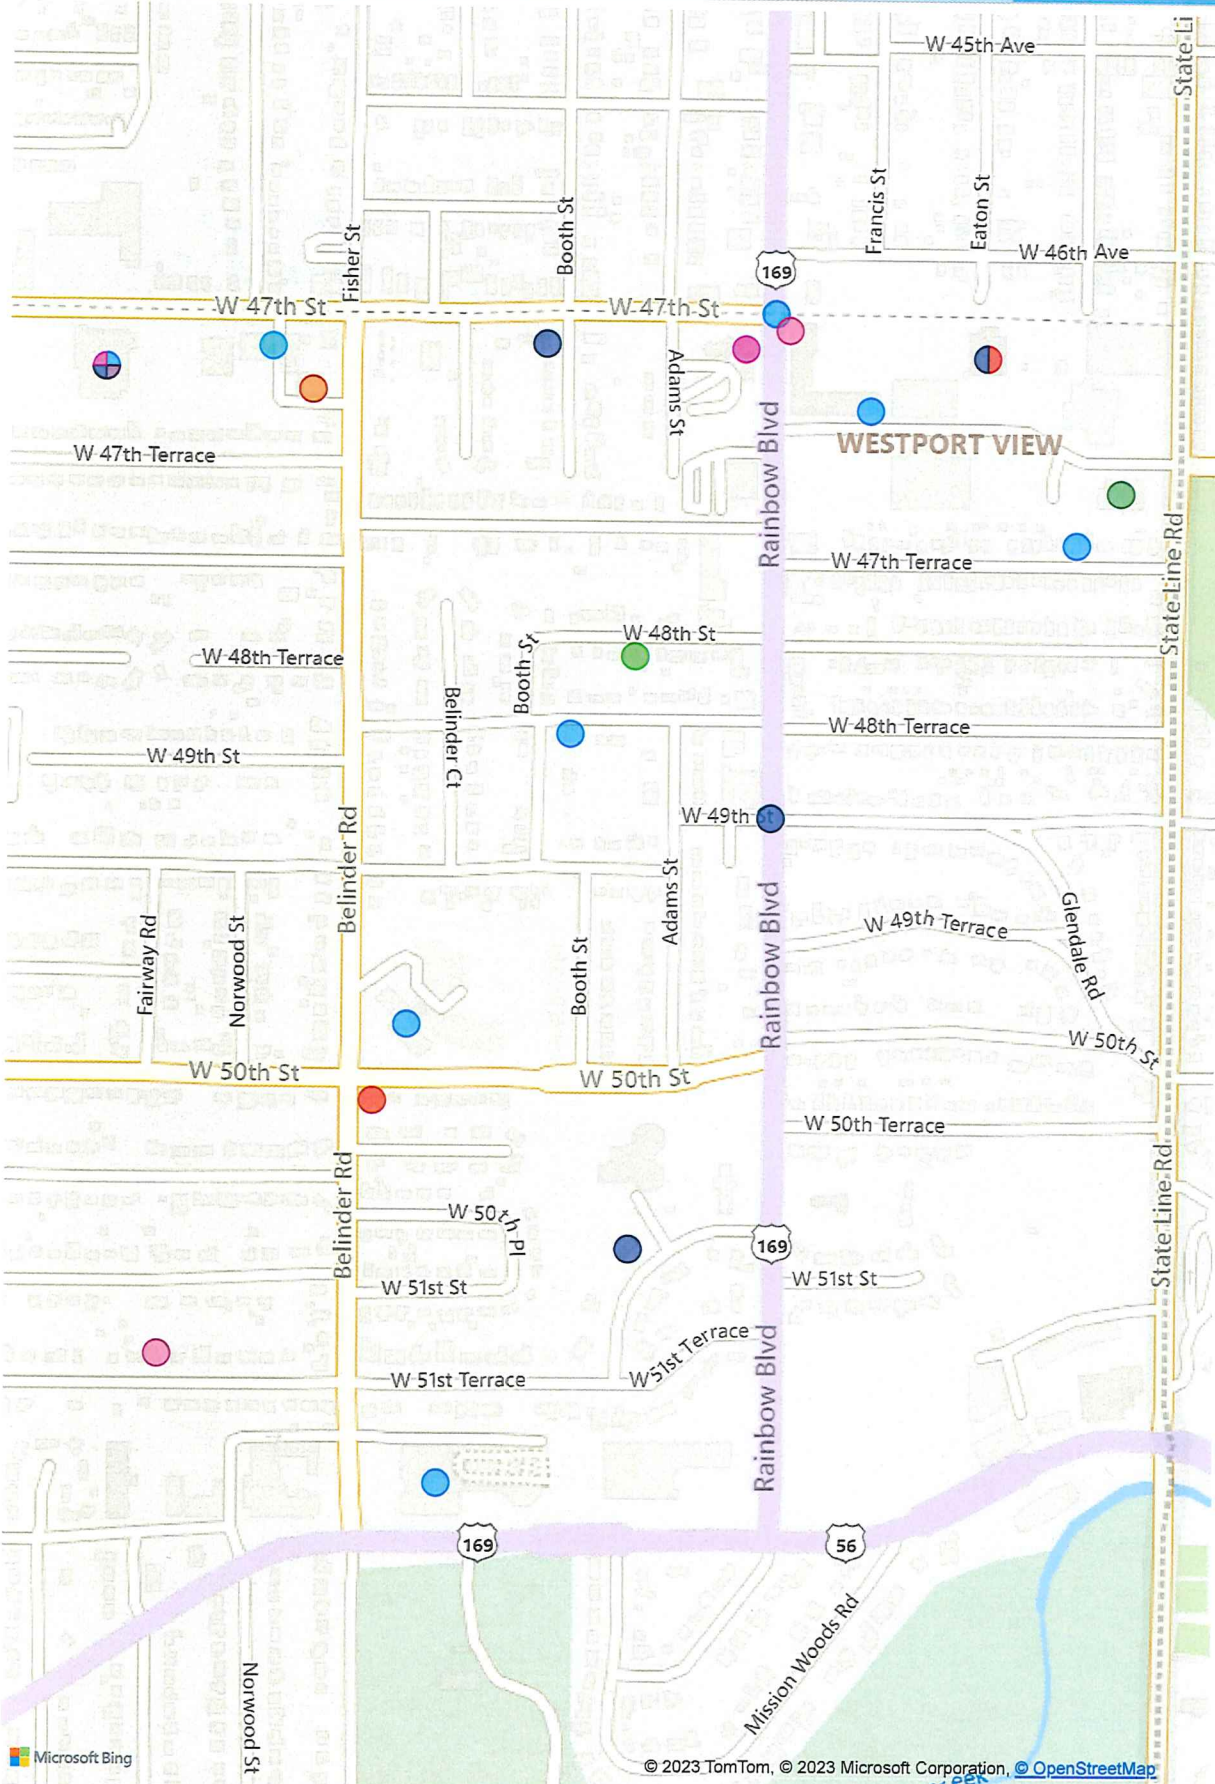 State Li
W 45th Ave
Francis St
Eaton St
Booth St
Fisher St
W 46th Ave
169
W 47th St
W 47th St
Adams St
Rainbow Blvd
WESTPORT VIEW
W 47th Terrace
State Line Rd
W 47th Terrace
W 48th St
Booth St
W 48th Terrace
Belinder Ct
W 48th Terrace
W 49th St
Belinder Rd
W 49th St
Adams St
Rainbow Blvd
Glendale Rd
W 49th Terrace
Fairway Rd
Norwood St
Booth St
W 50th St
W 50th St
W 50th St
W 50th Terrace
Belinder Rd
State Line Rd
W 50th Pl
169
W 51st St
W 51st St
Rainbow Blvd
W 51st Terrace
W 51st Terrace
169
56
Mission Woods Rd
Norwood St
Microsoft Bing
© 2023 TomTom, © 2023 Microsoft Corporation, © OpenStreetMap
eek